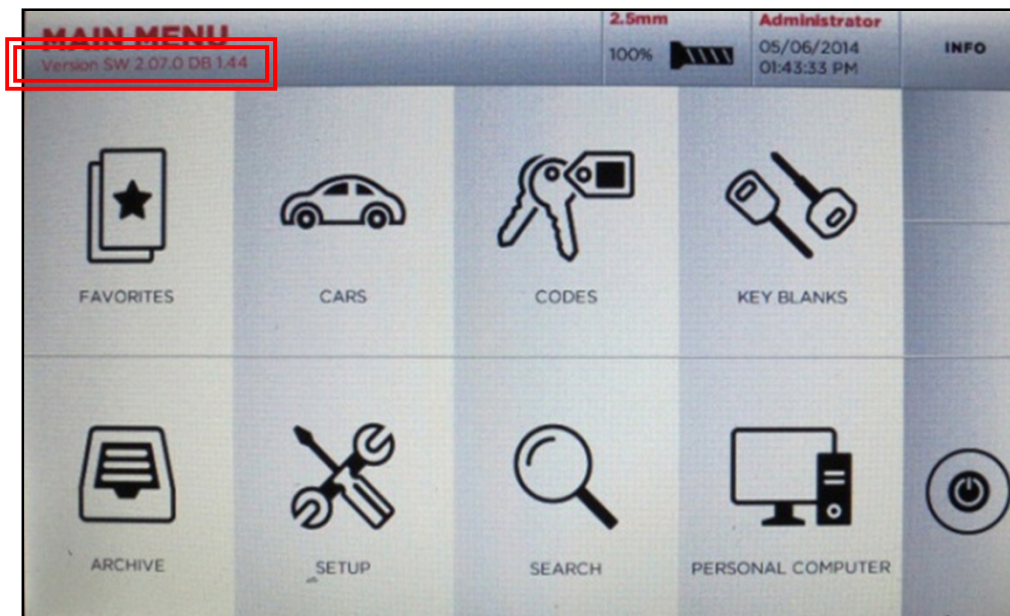 MAIN MENU
Version SW 2.07.0 DB 1.44
2.5mm
100%
Administrator
05/06/2014
01:43:33 PM
INFO
FAVORITES
CARS
CODES
KEY BLANKS
ARCHIVE
SETUP
SEARCH
PERSONAL COMPUTER